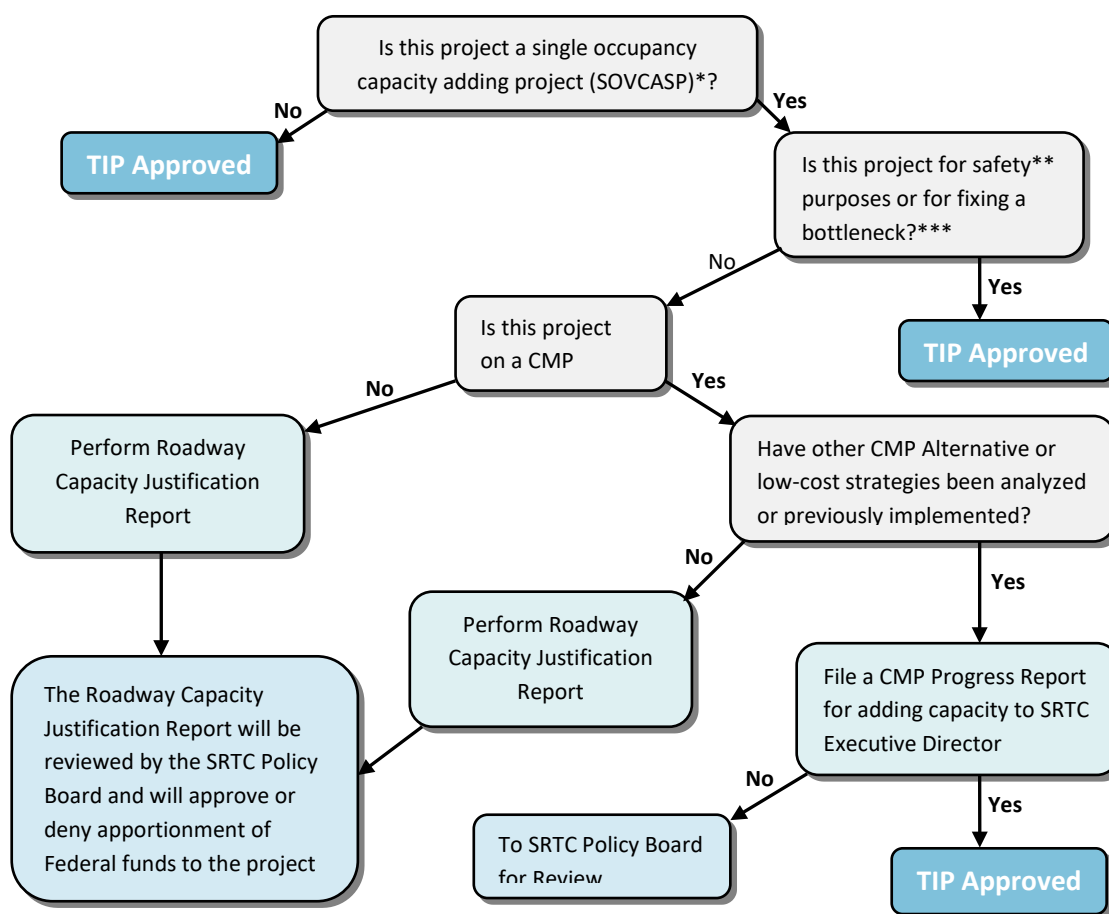 Is this project a single occupancy
capacity adding project (SOVCASP)*?
No
Yes
TIP Approved
Is this project for safety**
purposes or for fixing a
bottleneck?***
No
Yes
TIP Approved
Is this project
on a CMP
No
Yes
Perform Roadway
Capacity Justification
Report
Have other CMP Alternative or
low-cost strategies been analyzed
or previously implemented?
No
Yes
Perform Roadway
Capacity Justification
Report
File a CMP Progress Report
for adding capacity to SRTC
Executive Director
The Roadway Capacity
Justification Report will be
reviewed by the SRTC Policy
Board and will approve or
deny apportionment of
Federal funds to the project
No
Yes
To SRTC Policy Board
for Review
TIP Approved